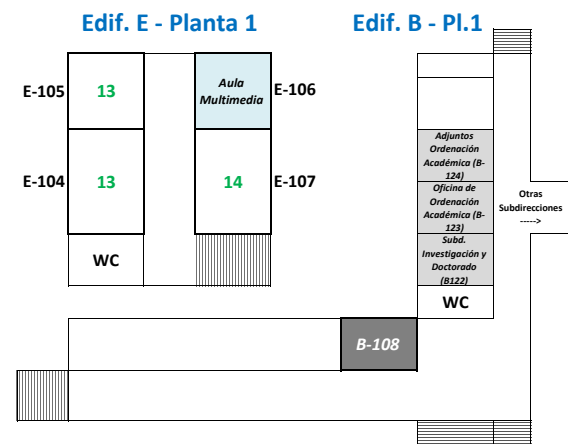 Edif. E - Planta 1
Edif. B - Pl.1
E-105
13
Aula
Multimedia
E-106
E-104
13
14
E-107
WC
Adjuntos
Ordenación
Académica (B-
124)
Oficina de
Ordenación
Académica (B-
123)
Subd.
Investigación y
Doctorado
(B122)
WC
Otras
Subdirecciones
----->
B-108